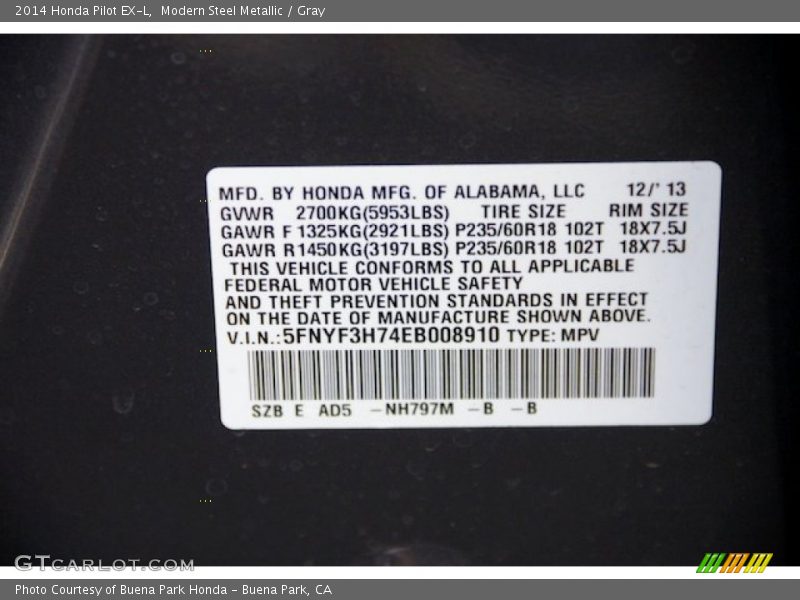 2014 Honda Pilot EX-L,  Modern Steel Metallic / Gray
MFD. BY HONDA MFG. OF ALABAMA, LLC 12/' 13
GVWR 2700KG(5953LBS) TIRE SIZE RIM SIZE
GAWR F 1325KG(2921LBS) P235/60R18 102T 18X7.5J
GAWR R1450KG(3197LBS) P235/60R18 102T 18X7.5J
THIS VEHICLE CONFORMS TO ALL APPLICABLE
FEDERAL MOTOR VEHICLE SAFETY
AND THEFT PREVENTION STANDARDS IN EFFECT
ON THE DATE OF MANUFACTURE SHOWN ABOVE.
V.I.N.:5FNYF3H74EB008910 TYPE: MPV
SZB E AD5 -NH797M -B -B
GTCARLOT.COM
Photo Courtesy of Buena Park Honda - Buena Park, CA